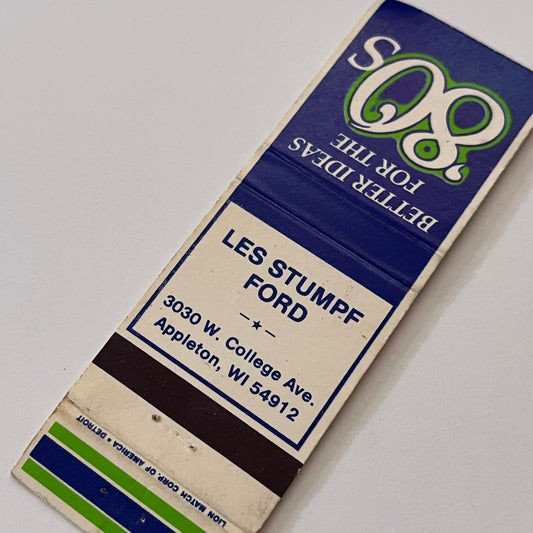 BETTER IDEAS
FOR THE
'80s
LES STUMPF
FORD
3030 W. College Ave.
Appleton, WI 54912
LION MATCH CORP. OF AMERICA • DETROIT